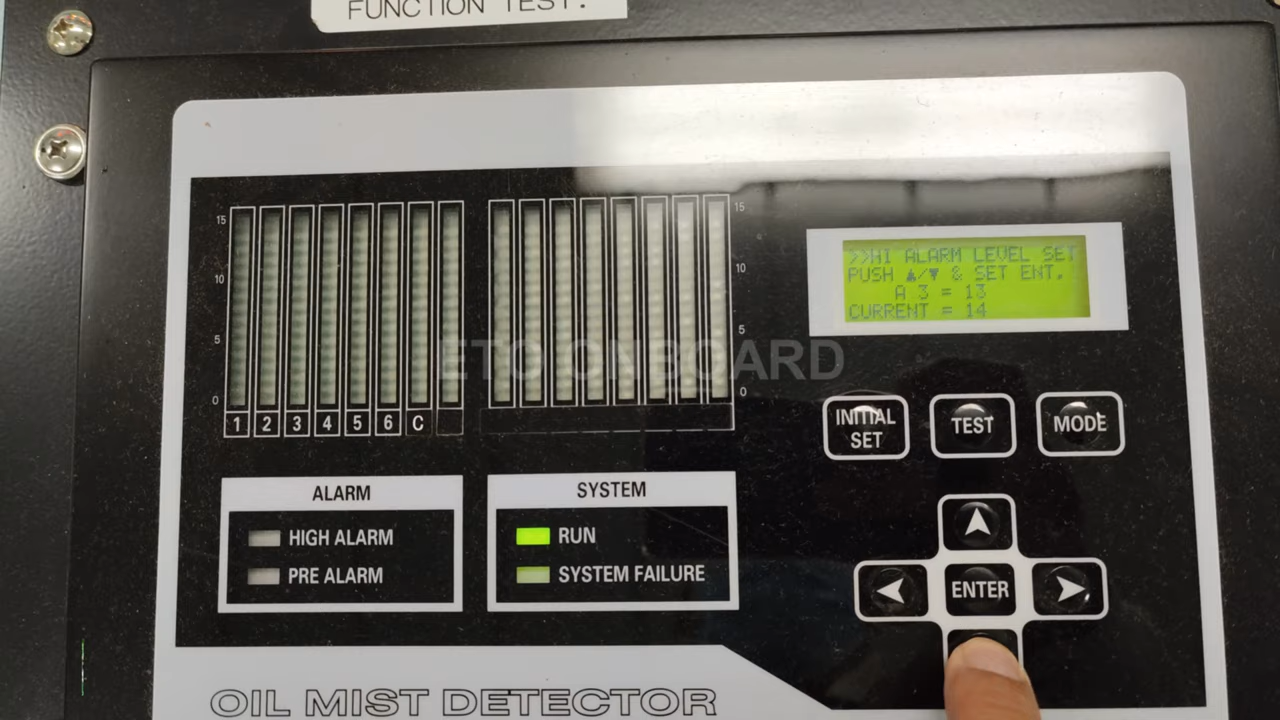 FUNCTION TEST.
15
10
5
0
1 2 3 4 5 6 C
15
10
5
0
>>HI ALARM LEVEL SET
PUSH ▲/▼ & SET ENT.
A 3 = 13
CURRENT = 14
ETO ONBOARD
INITIAL
SET
TEST
MODE
ALARM
HIGH ALARM
PRE ALARM
SYSTEM
RUN
SYSTEM FAILURE
ENTER
OIL MIST DETECTOR